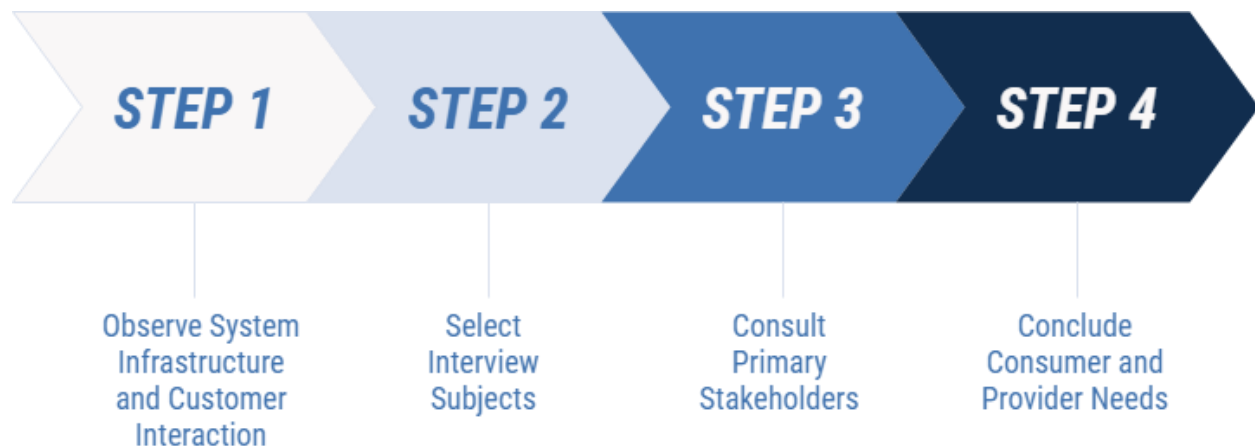 STEP 1
STEP 2
STEP 3
STEP 4
Observe System
Infrastructure
and Customer
Interaction
Select
Interview
Subjects
Consult
Primary
Stakeholders
Conclude
Consumer and
Provider Needs